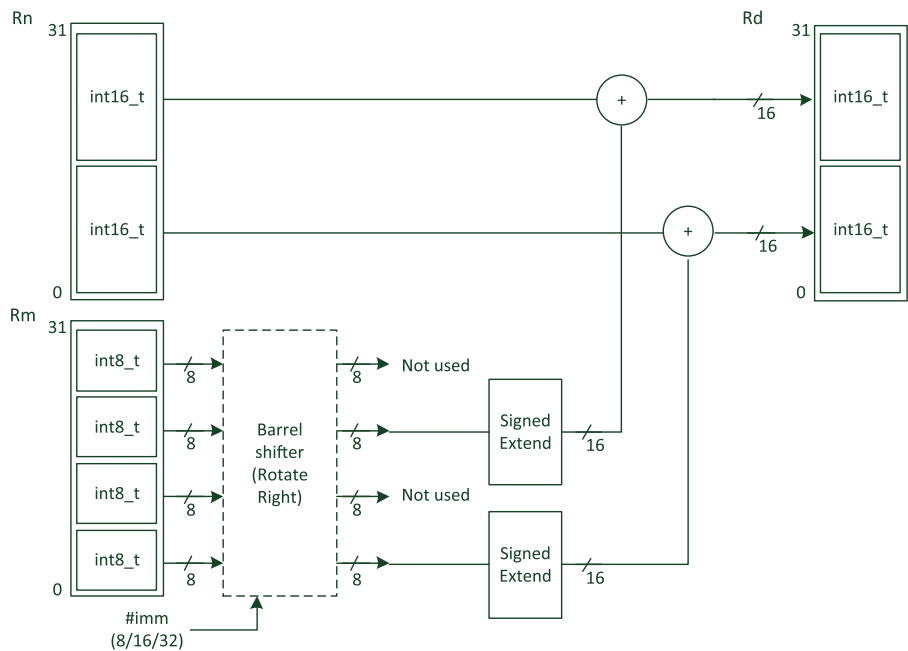 Rn
Rd
31
31
int16_t
+
16
int16_t
int16_t
+
16
int16_t
0
0
Rm
31
int8_t
8
8
Not used
int8_t
8
Barrel
shifter
(Rotate
Right)
8
Signed
Extend
16
int8_t
8
8
Not used
int8_t
8
8
Signed
Extend
16
0
#imm
(8/16/32)